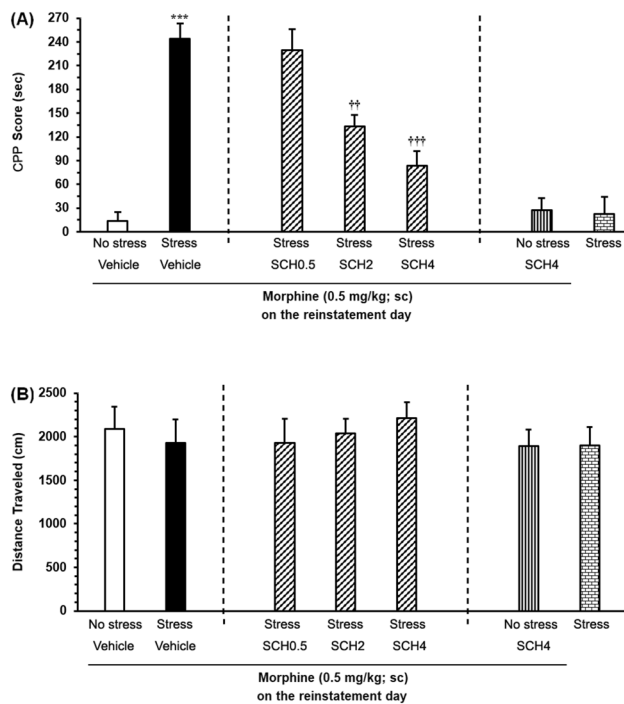 (A)
CPP Score (sec)
270
240
210
180
150
120
90
60
30
0
***
††
†††
No stress Stress Stress Stress Stress No stress Stress
Vehicle Vehicle SCH0.5 SCH2 SCH4 SCH4
Morphine (0.5 mg/kg; sc)
on the reinstatement day
(B)
Distance Traveled (cm)
2500
2000
1500
1000
500
0
No stress Stress Stress Stress Stress No stress Stress
Vehicle Vehicle SCH0.5 SCH2 SCH4 SCH4
Morphine (0.5 mg/kg; sc)
on the reinstatement day